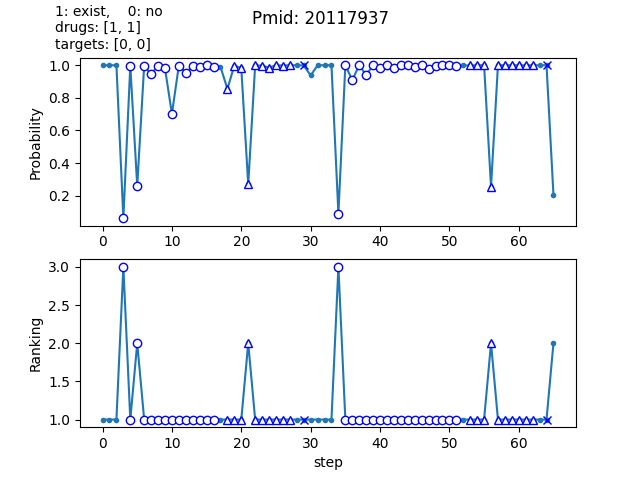 1: exist,    0: no
drugs: [1, 1]
targets: [0, 0]
Pmid: 20117937
1.0
0.8
0.6
0.4
0.2
Probability
0 10 20 30 40 50 60
3.0
2.5
2.0
1.5
1.0
Ranking
0 10 20 30 40 50 60
step